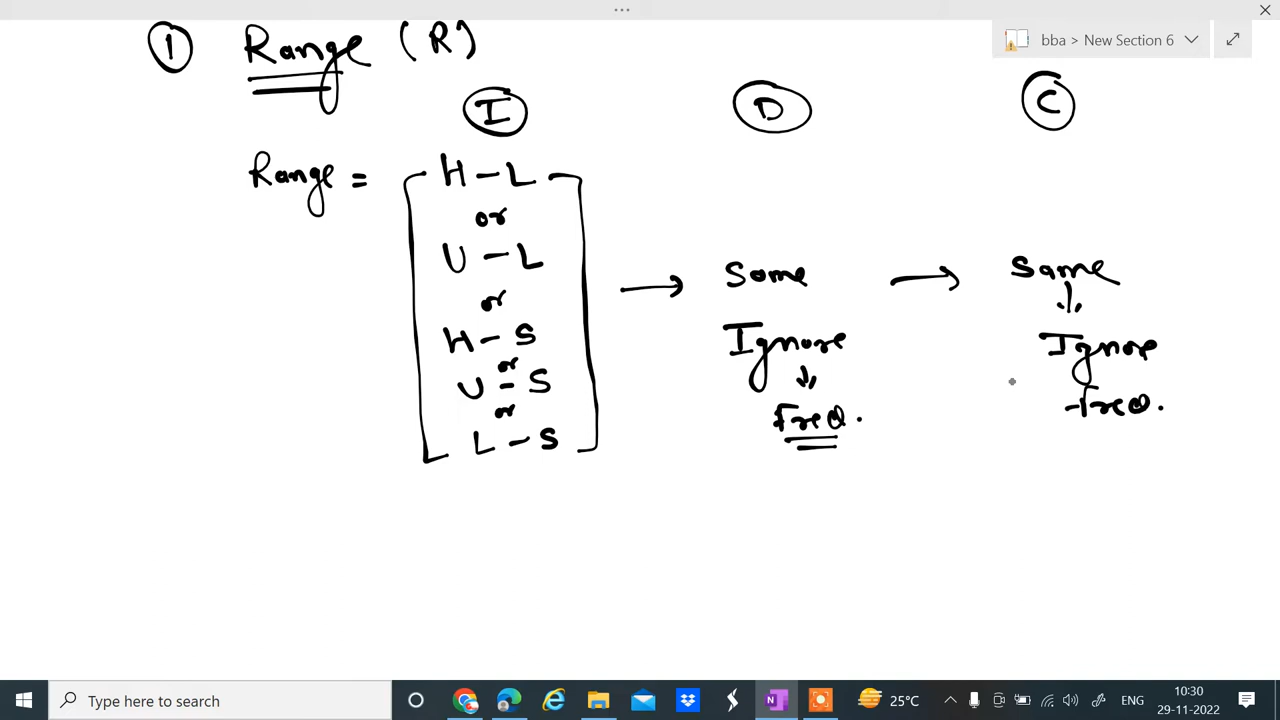 ① Range (R)
bba > New Section 6
I D C
Range = H - L
or
U - L
or
H - S
or
U - S
or
L - S
→ Same → Same
Ignore Ignore
Freq. Freq.
Type here to search
25°C
ENG
10:30
29-11-2022